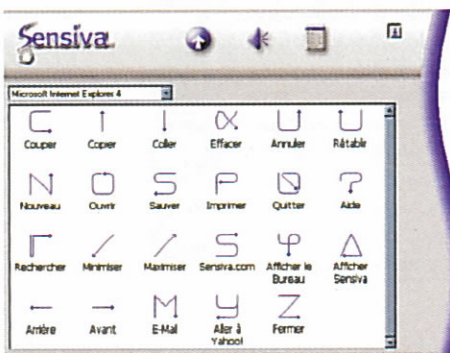 Sensiva
Microsoft Internet Explorer 4
Couper Copier Coller Effacer Annuler Rétablir
Nouveau Ouvrir Sauver Imprimer Quitter Aide
Rechercher Minimiser Maximiser Sensiva.com Afficher le Bureau Afficher Sensiva
Arrière Avant E-Mail Aller à Yahoo! Fermer